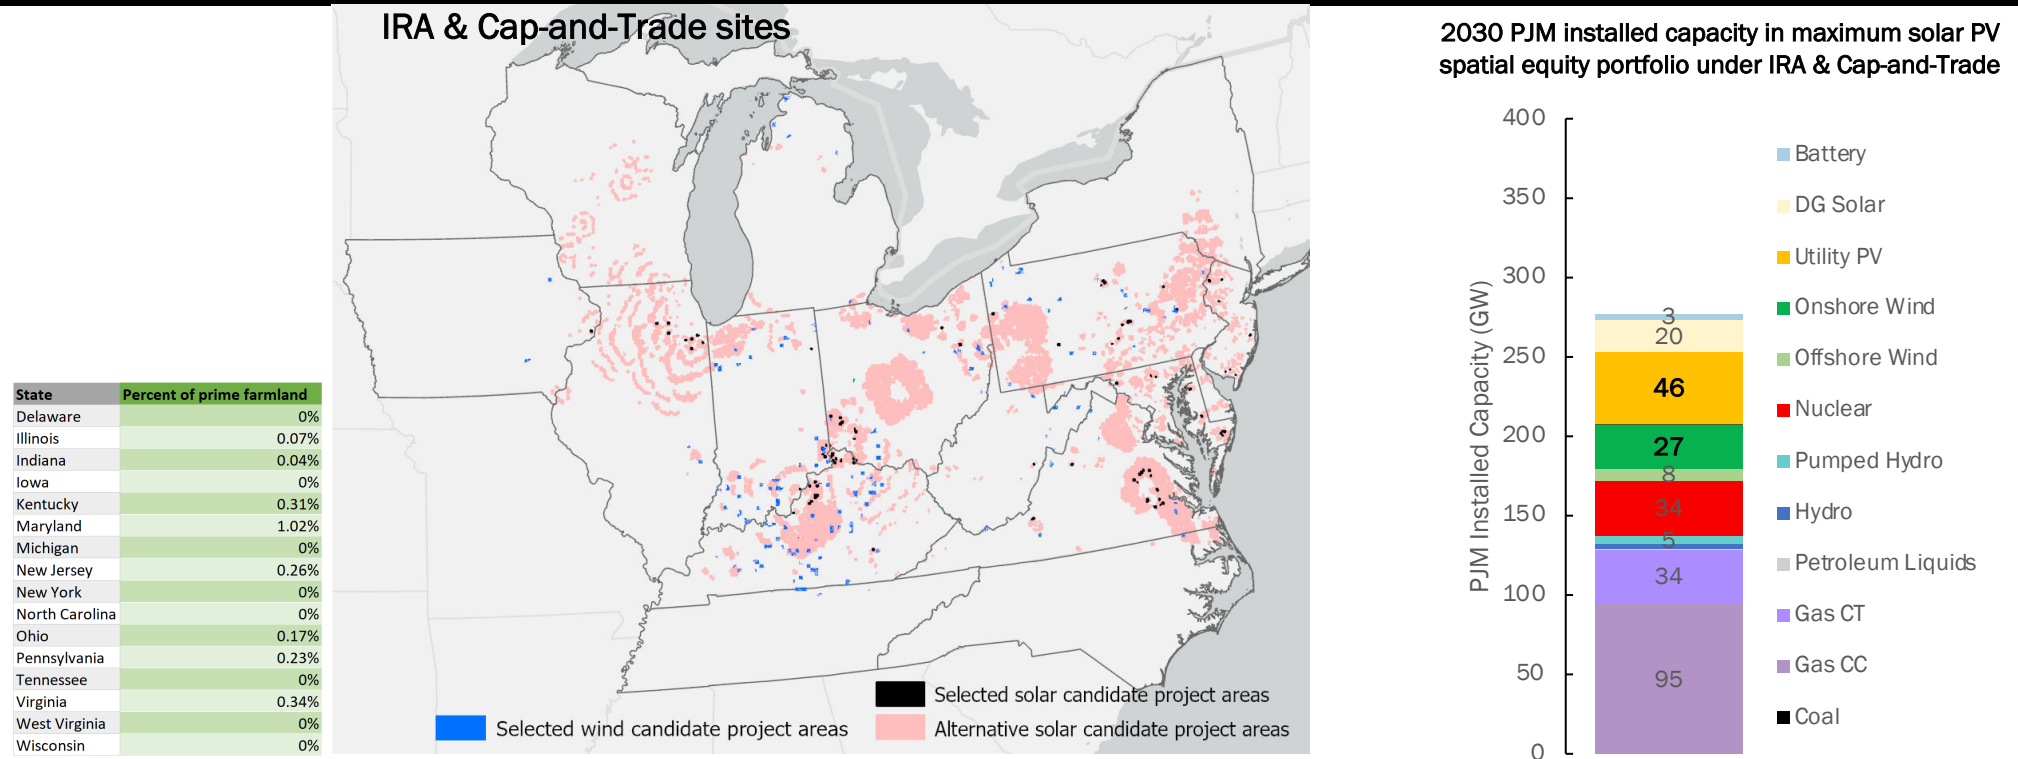 IRA & Cap-and-Trade sites
State Percent of prime farmland
Delaware 0%
Illinois 0.07%
Indiana 0.04%
Iowa 0%
Kentucky 0.31%
Maryland 1.02%
Michigan 0%
New Jersey 0.26%
New York 0%
North Carolina 0%
Ohio 0.17%
Pennsylvania 0.23%
Tennessee 0%
Virginia 0.34%
West Virginia 0%
Wisconsin 0%
Selected solar candidate project areas
Selected wind candidate project areas
Alternative solar candidate project areas
2030 PJM installed capacity in maximum solar PV
spatial equity portfolio under IRA & Cap-and-Trade
PJM Installed Capacity (GW)
400
350
300
250
200
150
100
50
0
3
20
46
27
8
34
5
34
95
Battery
DG Solar
Utility PV
Onshore Wind
Offshore Wind
Nuclear
Pumped Hydro
Hydro
Petroleum Liquids
Gas CT
Gas CC
Coal